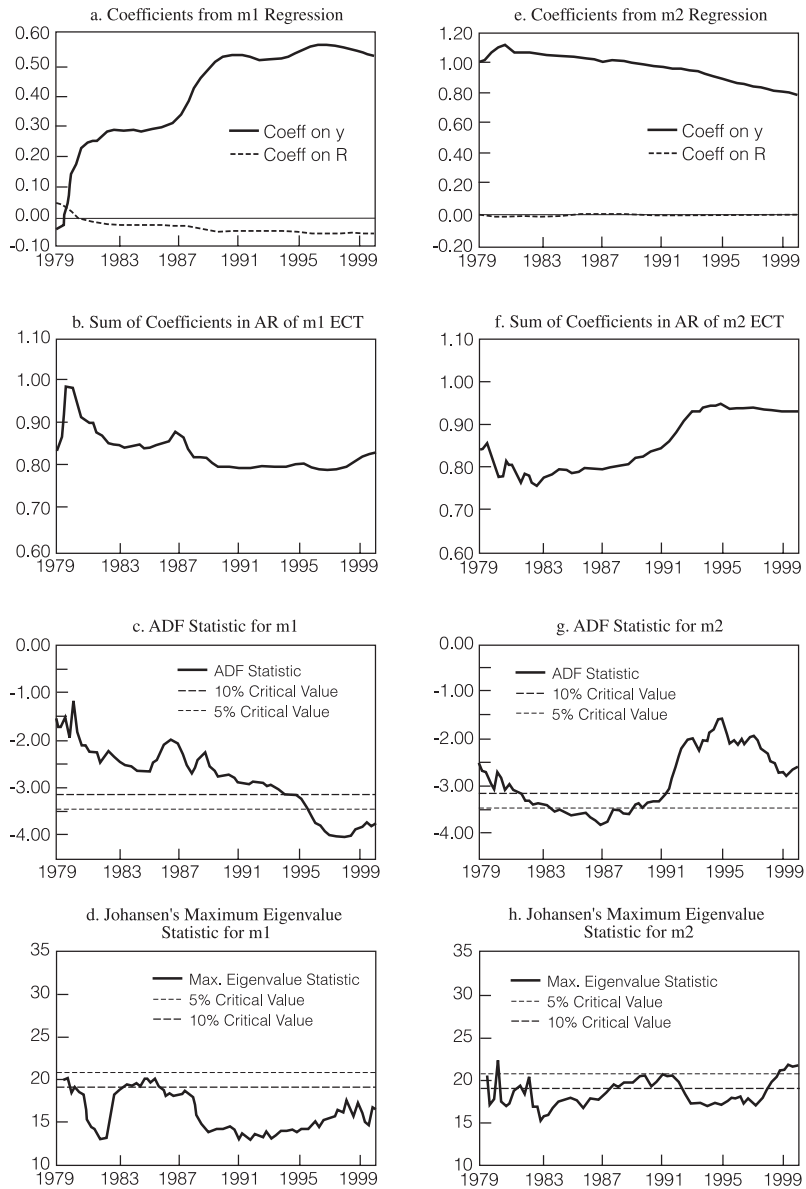 a. Coefficients from m1 Regression
0.60
0.50
0.30
0.10
0.00
-0.10
Coeff on y
Coeff on R
1979 1983 1987 1991 1995 1999
b. Sum of Coefficients in AR of m1 ECT
1.10
1.00
0.90
0.80
0.70
0.60
1979 1983 1987 1991 1995 1999
c. ADF Statistic for m1
0.00
-1.00
-2.00
-3.00
-4.00
ADF Statistic
10% Critical Value
5% Critical Value
1979 1983 1987 1991 1995 1999
d. Johansen's Maximum Eigenvalue
Statistic for m1
35
30
25
20
15
10
Max. Eigenvalue Statistic
5% Critical Value
10% Critical Value
1979 1983 1987 1991 1995 1999
e. Coefficients from m2 Regression
1.20
1.00
0.80
0.40
0.00
-0.20
Coeff on y
Coeff on R
1979 1983 1987 1991 1995 1999
f. Sum of Coefficients in AR of m2 ECT
1.10
1.00
0.90
0.80
0.70
0.60
1979 1983 1987 1991 1995 1999
g. ADF Statistic for m2
0.00
-1.00
-2.00
-3.00
-4.00
ADF Statistic
10% Critical Value
5% Critical Value
1979 1983 1987 1991 1995 1999
h. Johansen's Maximum Eigenvalue
Statistic for m2
35
30
25
20
15
10
Max. Eigenvalue Statistic
5% Critical Value
10% Critical Value
1979 1983 1987 1991 1995 1999